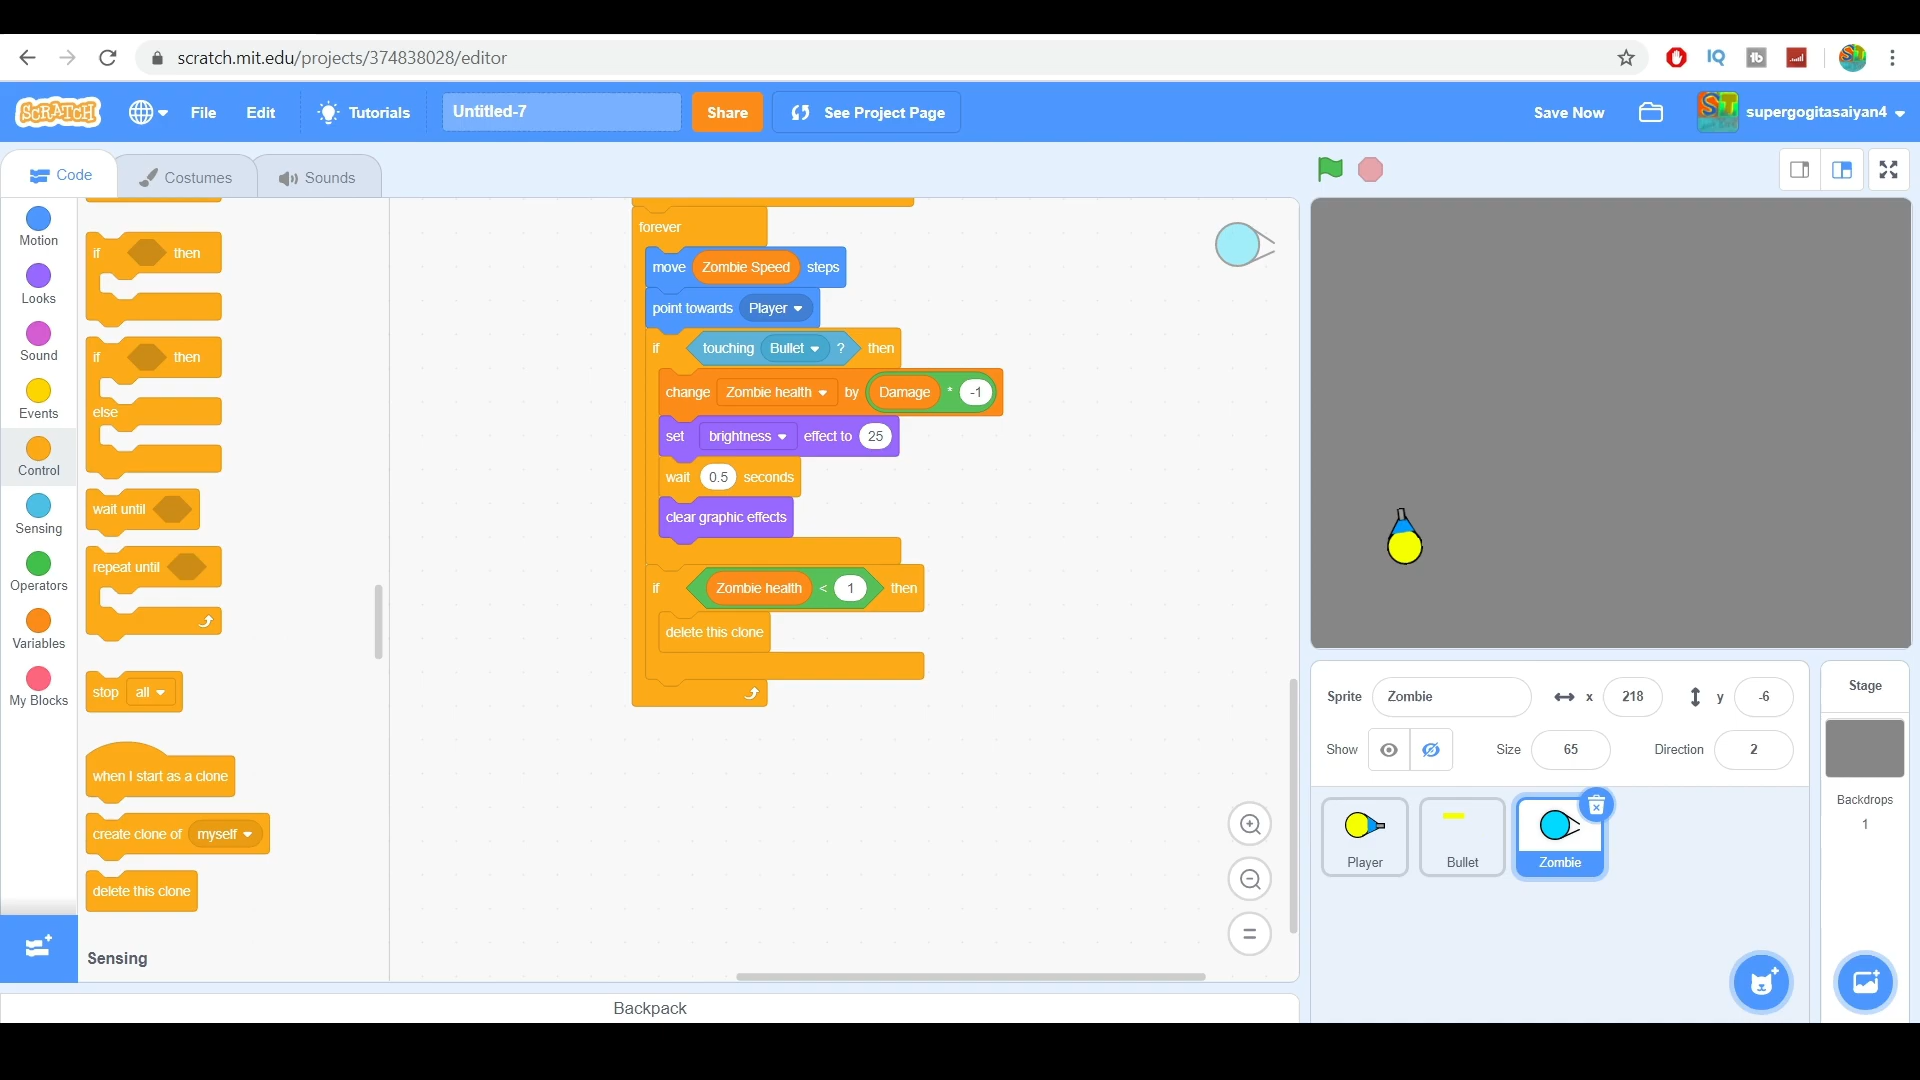 scratch.mit.edu/projects/374838028/editor
SCRATCH File Edit Tutorials Untitled-7 Share See Project Page Save Now ST supergogitasaiyan4
Code Costumes Sounds
Motion
Looks
Sound
Events
Control
Sensing
Operators
Variables
My Blocks
if then
if then
else
wait until
repeat until
stop all
when I start as a clone
create clone of myself
delete this clone
Sensing
forever
move Zombie Speed steps
point towards Player
if touching Bullet ? then
change Zombie health by Damage * -1
set brightness effect to 25
wait 0.5 seconds
clear graphic effects
if Zombie health < 1 then
delete this clone
Backpack
Sprite Zombie x 218 y -6
Show Size 65 Direction 2
Player
Bullet
Zombie
Stage
Backdrops
1